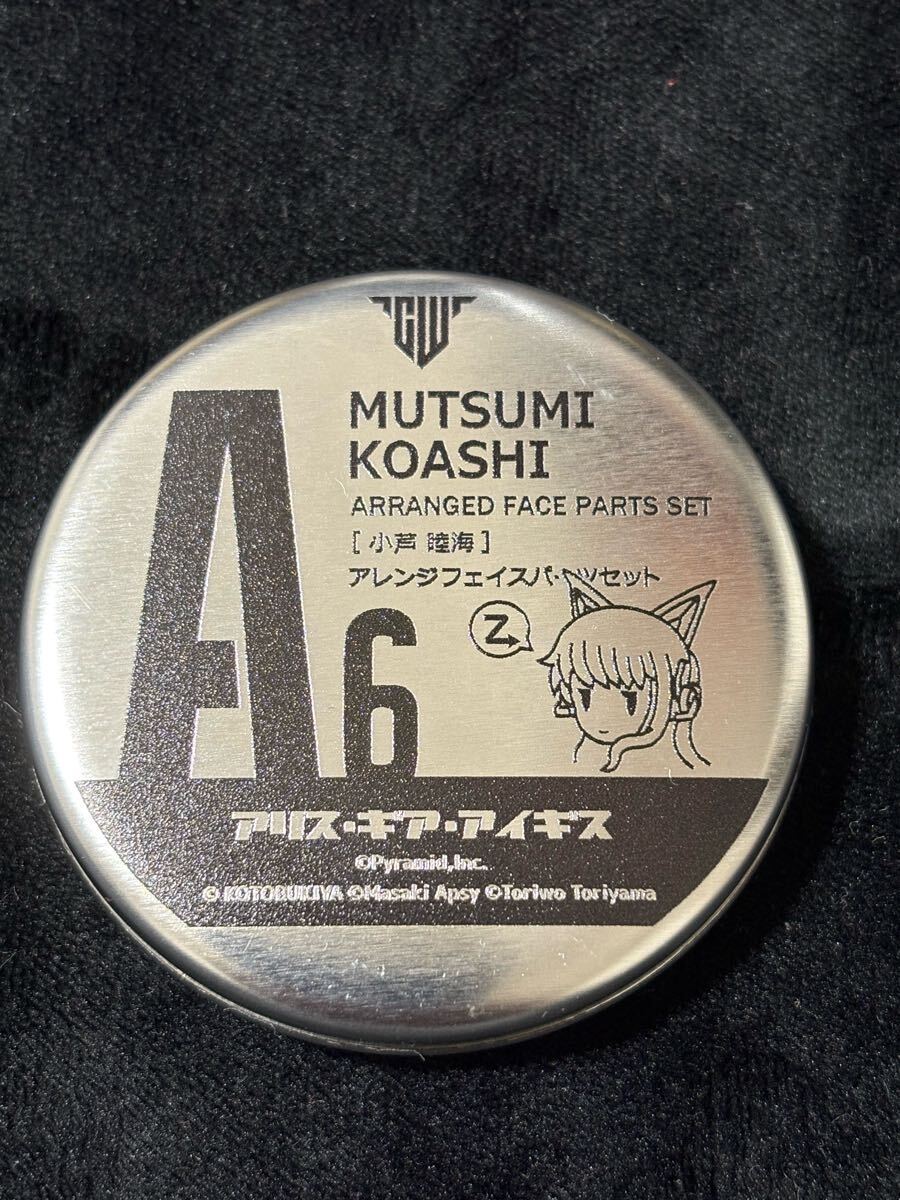 CW
MUTSUMI
KOASHI
ARRANGED FACE PARTS SET
[小芦 睦海]
アレンジフェイスパーツセット
Z
A6
アリス・ギア・アイギス
©Pyramid,Inc.
© KOTOBUKIYA ©Masaki Apsy ©Toriwo Toriyama